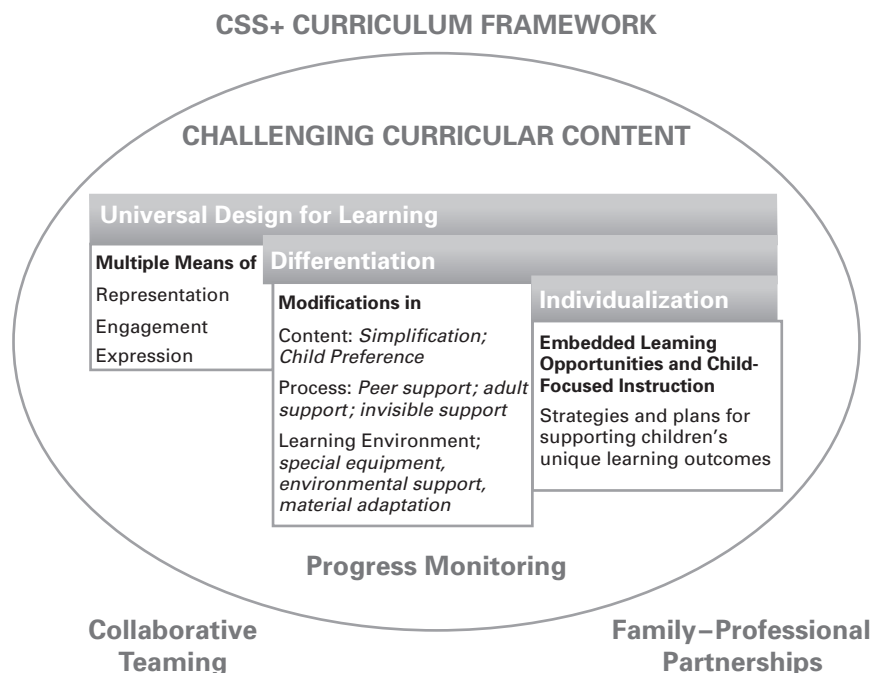 CSS+ CURRICULUM FRAMEWORK
CHALLENGING CURRICULAR CONTENT
Universal Design for Learning
Multiple Means of
Representation
Engagement
Expression
Differentiation
Modifications in
Content: Simplification;
Child Preference
Process: Peer support; adult
support; invisible support
Learning Environment;
special equipment,
environmental support,
material adaptation
Individualization
Embedded Learning
Opportunities and Child-
Focused Instruction
Strategies and plans for
supporting children’s
unique learning outcomes
Progress Monitoring
Collaborative
Teaming
Family–Professional
Partnerships